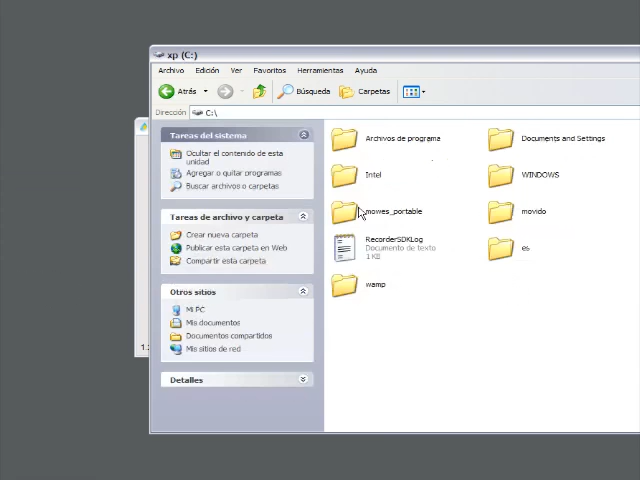 xp (C:)
Archivo Edición Ver Favoritos Herramientas Ayuda
Atrás Búsqueda Carpetas
Dirección C:\
Tareas del sistema
Ocultar el contenido de esta
unidad
Agregar o quitar programas
Buscar archivos o carpetas
Tareas de archivo y carpeta
Crear nueva carpeta
Publicar esta carpeta en Web
Compartir esta carpeta
Otros sitios
Mi PC
Mis documentos
Documentos compartidos
Mis sitios de red
Detalles
Archivos de programa Documents and Settings
Intel WINDOWS
mowes_portable movido
RecorderSDKLog
Documento de texto
1 KB
es
wamp